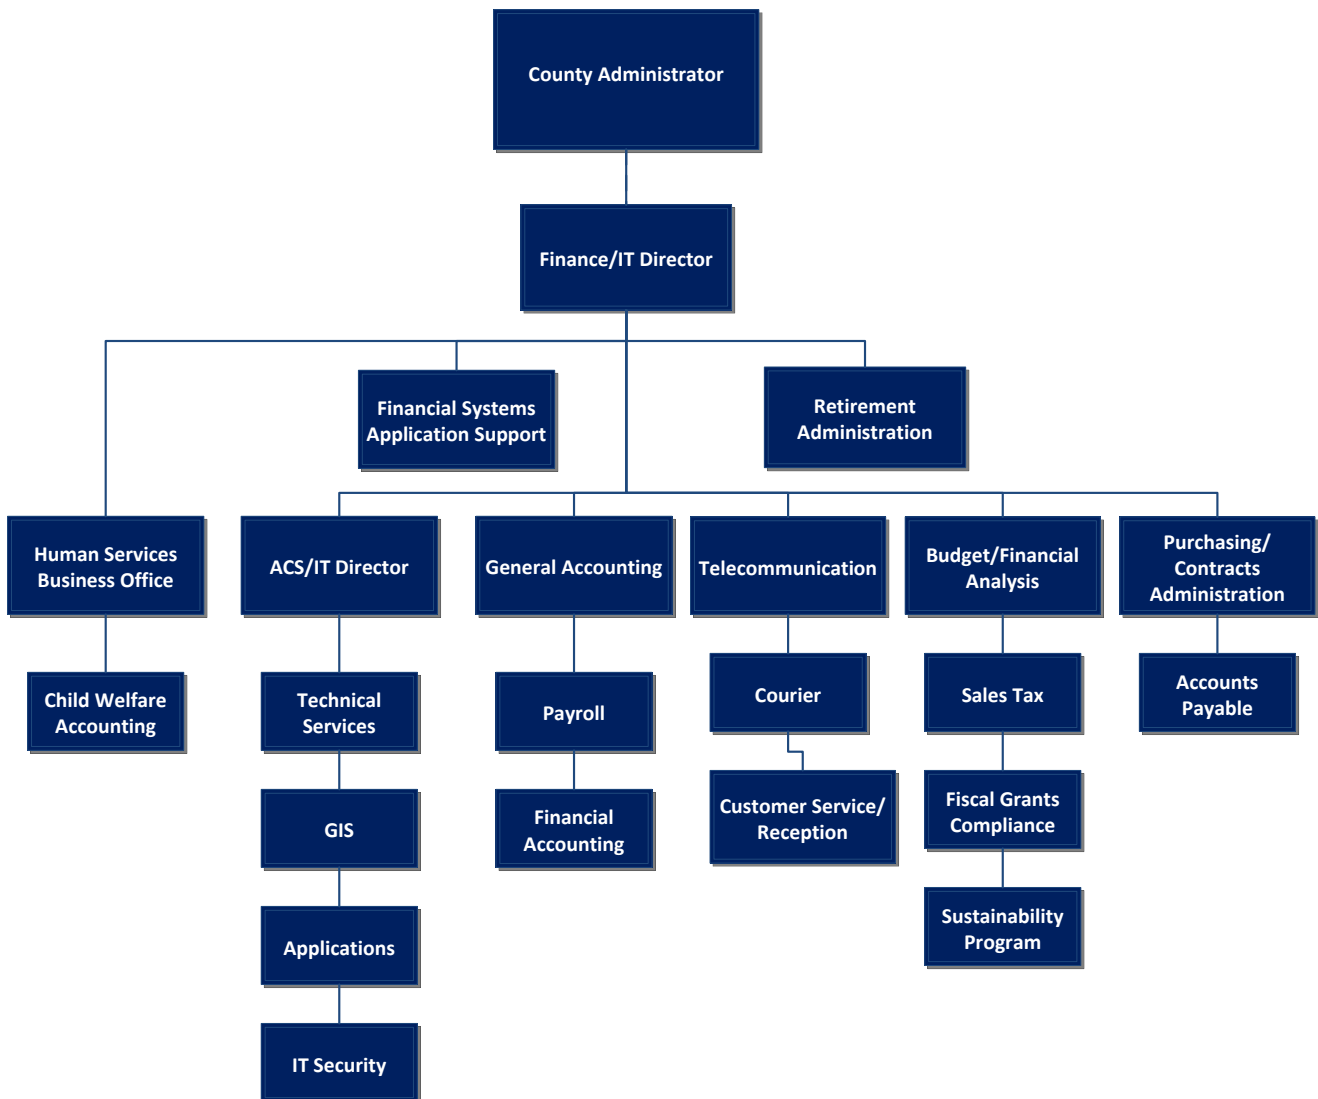 County Administrator
Finance/IT Director
Financial Systems
Application Support
Retirement
Administration
Human Services
Business Office
ACS/IT Director
General Accounting
Telecommunication
Budget/Financial
Analysis
Purchasing/
Contracts
Administration
Child Welfare
Accounting
Technical
Services
Payroll
Courier
Sales Tax
Accounts
Payable
GIS
Financial
Accounting
Customer Service/
Reception
Fiscal Grants
Compliance
Applications
Sustainability
Program
IT Security